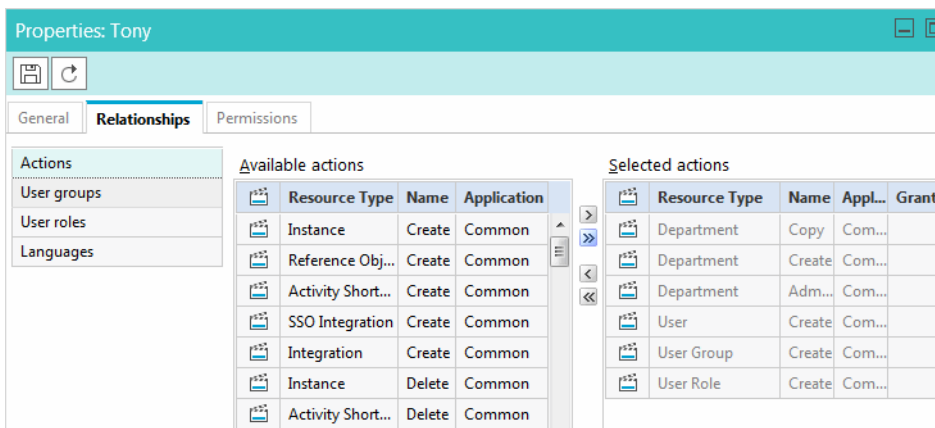 Properties: Tony
General Relationships Permissions
Actions
User groups
User roles
Languages
Available actions
Resource Type Name Application
Instance Create Common
Reference Obj... Create Common
Activity Short... Create Common
SSO Integration Create Common
Integration Create Common
Instance Delete Common
Activity Short... Delete Common
Selected actions
Resource Type Name Appl... Grant
Department Copy Com...
Department Create Com...
Department Adm... Com...
User Create Com...
User Group Create Com...
User Role Create Com...